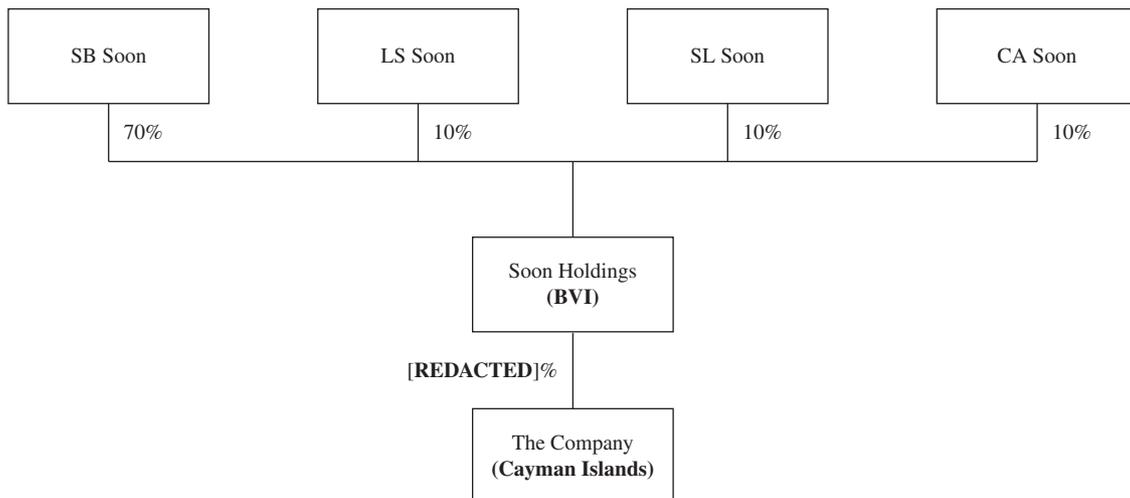 SB Soon
LS Soon
SL Soon
CA Soon
70%
10%
10%
10%
Soon Holdings
(BVI)
[REDACTED]%
The Company
(Cayman Islands)